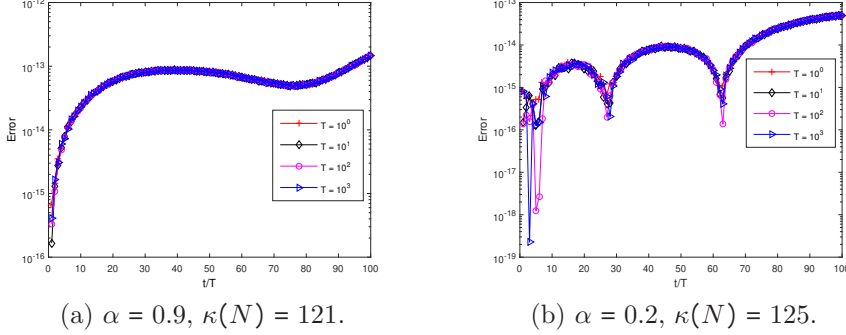 10^-12
10^-13
10^-14
10^-15
10^-16
Error
0 10 20 30 40 50 60 70 80 90 100
t/T
T = 10^0
T = 10^1
T = 10^2
T = 10^3
(a) α = 0.9, κ(N) = 121.
10^-13
10^-14
10^-15
10^-16
10^-17
10^-18
10^-19
Error
0 10 20 30 40 50 60 70 80 90 100
t/T
T = 10^0
T = 10^1
T = 10^2
T = 10^3
(b) α = 0.2, κ(N) = 125.